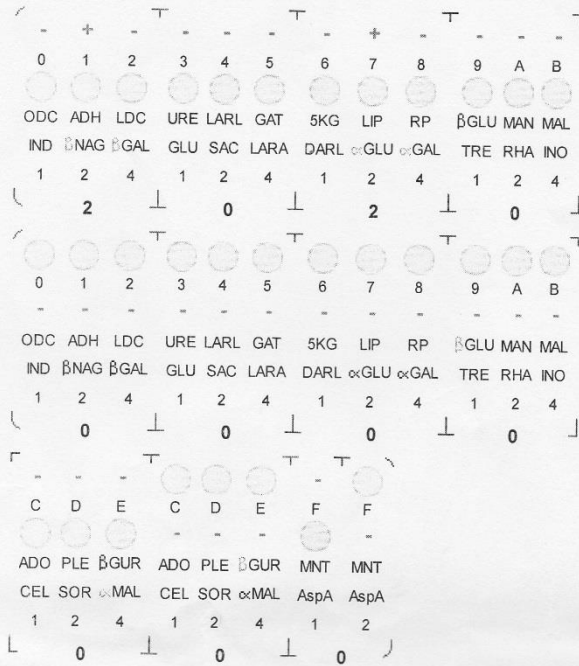 - + - - - - - + - - - -
0 1 2 3 4 5 6 7 8 9 A B
ODC ADH LDC URE LARL GAT 5KG LIP RP βGLU MAN MAL
IND βNAG βGAL GLU SAC LARA DARL αGLU αGAL TRE RHA INO
1 2 4 1 2 4 1 2 4 1 2 4
2 0 2 0
0 1 2 3 4 5 6 7 8 9 A B
- - - - - - - - - - - -
ODC ADH LDC URE LARL GAT 5KG LIP RP βGLU MAN MAL
IND βNAG βGAL GLU SAC LARA DARL αGLU αGAL TRE RHA INO
1 2 4 1 2 4 1 2 4 1 2 4
0 0 0 0
- - - -
C D E C D E F F
- - - -
ADO PLE βGUR ADO PLE βGUR MNT MNT
CEL SOR αMAL CEL SOR αMAL AspA AspA
1 2 4 1 2 4 1 2
0 0 0